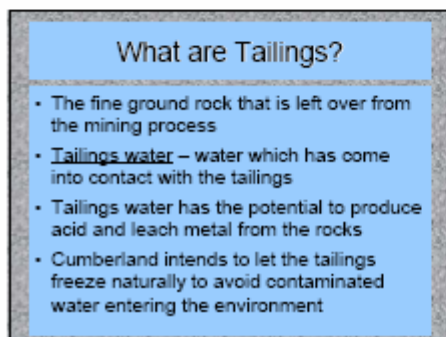 What are Tailings?
• The fine ground rock that is left over from
the mining process
• Tailings water – water which has come
into contact with the tailings
• Tailings water has the potential to produce
acid and leach metal from the rocks
• Cumberland intends to let the tailings
freeze naturally to avoid contaminated
water entering the environment